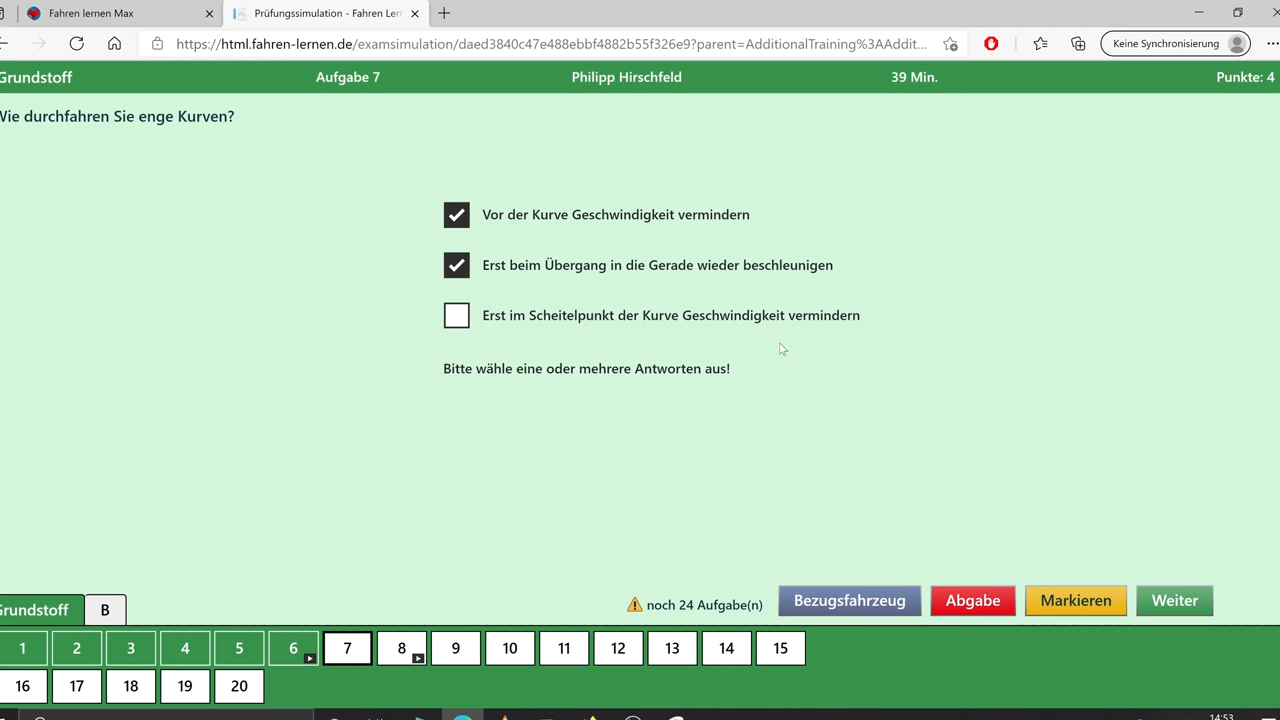 Fahren lernen Max
Prüfungssimulation - Fahren Ler
https://html.fahren-lernen.de/examsimulation/daed3840c47e488ebbf4882b55f326e9?parent=AdditionalTraining%3AAddit...
Keine Synchronisierung
Grundstoff Aufgabe 7 Philipp Hirschfeld 39 Min. Punkte: 4
Wie durchfahren Sie enge Kurven?
Vor der Kurve Geschwindigkeit vermindern
Erst beim Übergang in die Gerade wieder beschleunigen
Erst im Scheitelpunkt der Kurve Geschwindigkeit vermindern
Bitte wähle eine oder mehrere Antworten aus!
Grundstoff B noch 24 Aufgabe(n) Bezugsfahrzeug Abgabe Markieren Weiter
1 2 3 4 5 6 7 8 9 10 11 12 13 14 15
16 17 18 19 20
14:53